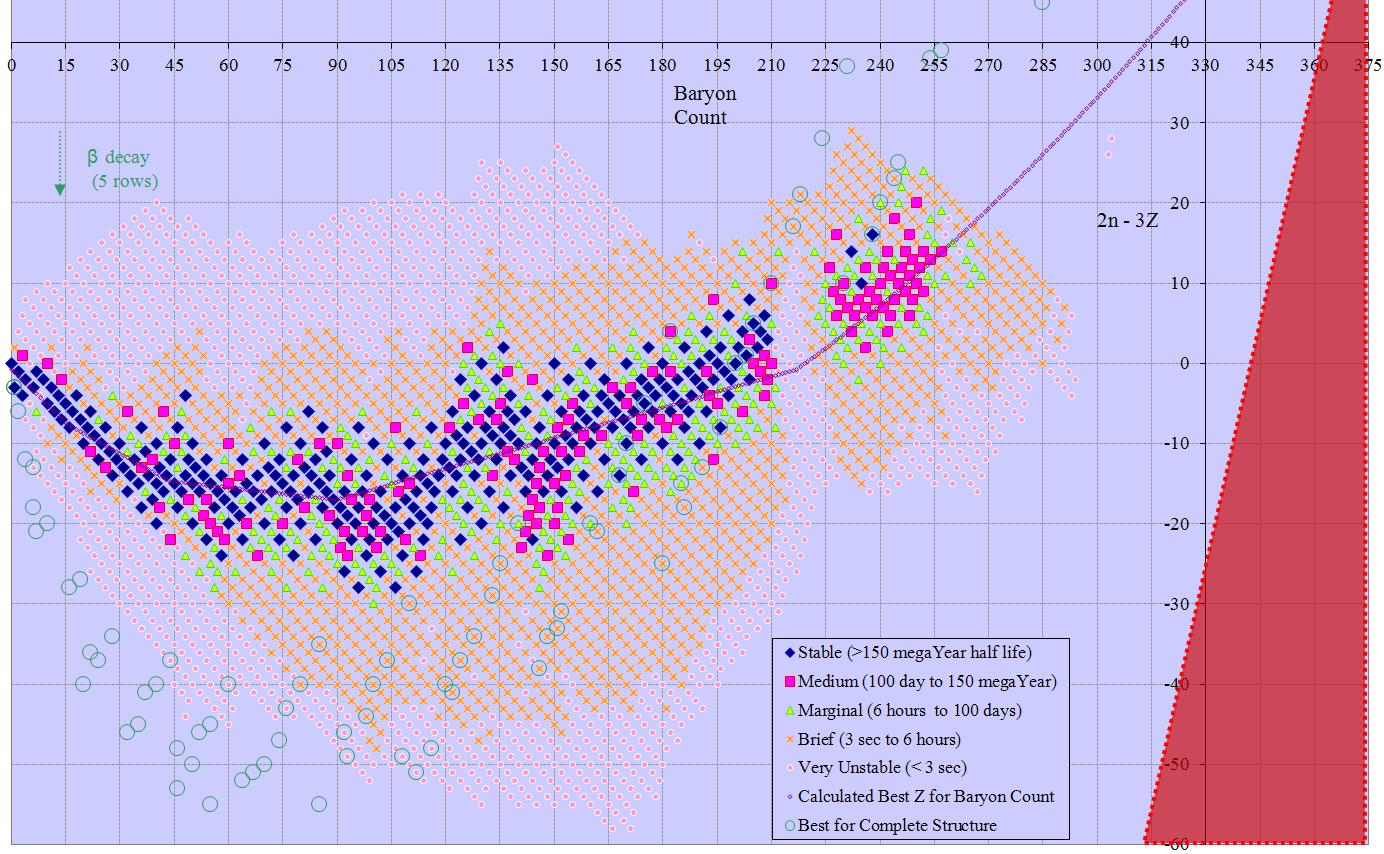 40
0 15 30 45 60 75 90 105 120 135 150 165 180 195 210 225 240 255 270 285 300 315 330 345 360 375
Baryon
Count
30
β decay
(5 rows)
20
2n - 3Z
10
0
-10
-20
-30
-40
-50
-60
Stable (>150 megaYear half life)
Medium (100 day to 150 megaYear)
Marginal (6 hours to 100 days)
Brief (3 sec to 6 hours)
Very Unstable (< 3 sec)
Calculated Best Z for Baryon Count
Best for Complete Structure